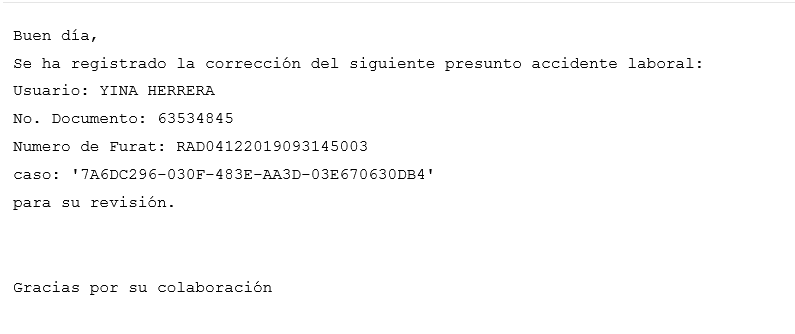 Buen día,
Se ha registrado la corrección del siguiente presunto accidente laboral:
Usuario: YINA HERRERA
No. Documento: 63534845
Numero de Furat: RAD04122019093145003
caso: '7A6DC296-030F-483E-AA3D-03E670630DB4'
para su revisión.
Gracias por su colaboración